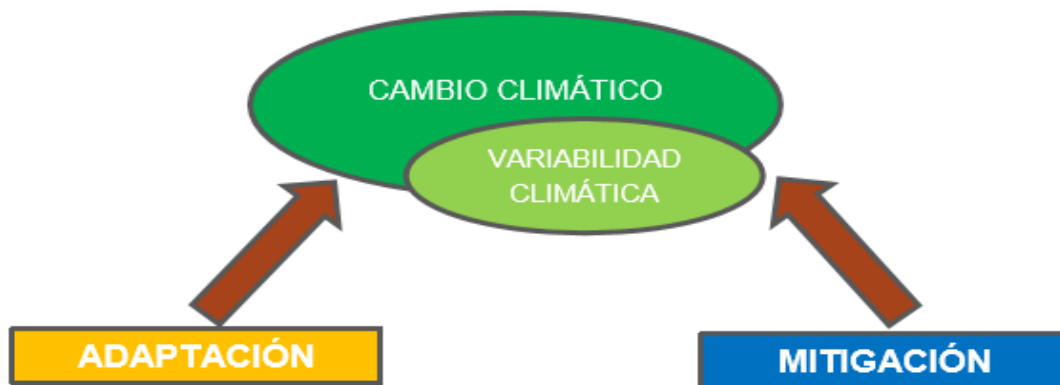 CAMBIO CLIMÁTICO
VARIABILIDAD
CLIMÁTICA
ADAPTACIÓN
MITIGACIÓN